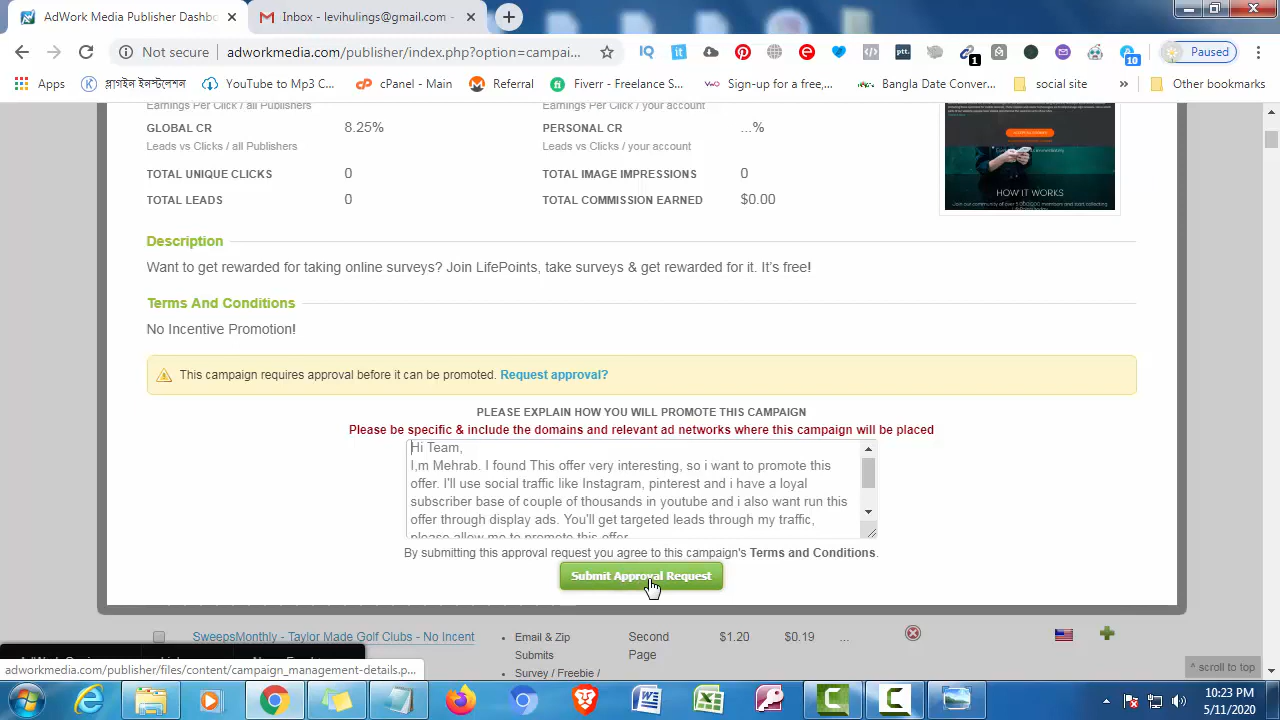 AdWork Media Publisher Dashbo
Inbox - levihulings@gmail.com -
Not secure
adworkmedia.com/publisher/index.php?action=campai...
ptt.
1
10
Paused
Apps
YouTube to mp3 C...
cPanel - Main
Referrals
Fiverr - Freelance S...
Sign-up for a free,...
Bangla Date Conver...
social site
»
Other bookmarks
Earnings Per Click / all Publishers
Earnings Per Click / your account
GLOBAL CR
8.25%
PERSONAL CR
...%
Leads vs Clicks / all Publishers
Leads vs Clicks / your account
TOTAL UNIQUE CLICKS
0
TOTAL IMAGE IMPRESSIONS
0
TOTAL LEADS
TOTAL COMMISSION EARNED
$0.00
HOW IT WORKS
Description
Want to get rewarded for taking online surveys? Join LifePoints, take surveys & get rewarded for it. It's free!
Terms And Conditions
No Incentive Promotion!
This campaign requires approval before it can be promoted. Request approval?
PLEASE EXPLAIN HOW YOU WILL PROMOTE THIS CAMPAIGN
Please be specific & include the domains and relevant ad networks where this campaign will be placed
Hi Team,
I,m Mehrab. I found This offer very interesting, so i want to promote this
offer. I'll use social traffic like Instagram, pinterest and i have a loyal
subscriber base of couple of thousands in youtube and i also want run this
offer through display ads. You'll get targeted leads through my traffic,
please allow me to promote this offer
By submitting this approval request you agree to this campaign's Terms and Conditions.
Submit Approval Request
SweepsMonthly - Taylor Made Golf Clubs - No Incent
Email & Zip
Submits
Survey / Freebie /
Second
Page
$1.20
$0.19
...
^ scroll to top
adworkmedia.com/publisher/files/content/campaign_management-details.p...
10:23 PM
5/11/2020